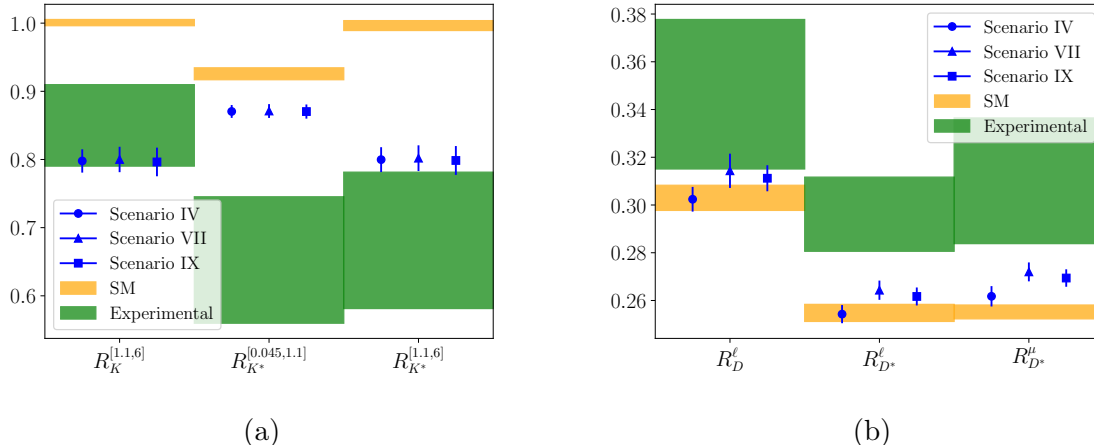 1.0
0.9
0.8
0.7
0.6
Scenario IV
Scenario VII
Scenario IX
SM
Experimental
R_K^{[1.1,6]}
R_{K*}^{[0.045,1.1]}
R_{K*}^{[1.1,6]}
(a)
0.38
0.36
0.34
0.32
0.30
0.28
0.26
Scenario IV
Scenario VII
Scenario IX
SM
Experimental
R_D^ℓ
R_{D*}^ℓ
R_{D*}^μ
(b)